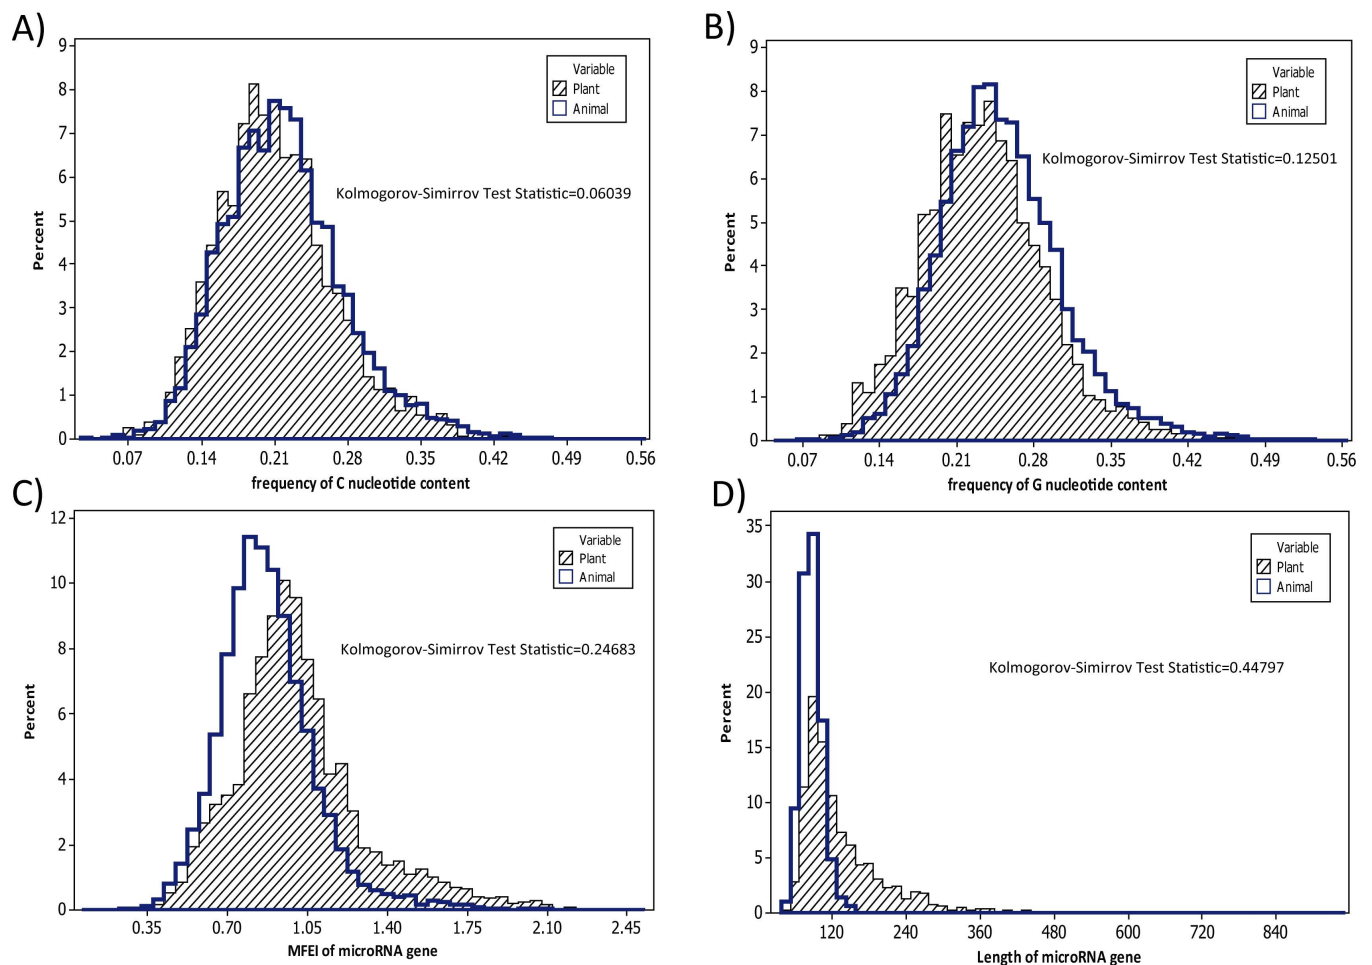 A)
9
8
7
6
5
4
3
2
1
0
Percent
Variable
Plant
Animal
Kolmogorov-Simirrov Test Statistic=0.06039
0.07 0.14 0.21 0.28 0.35 0.42 0.49 0.56
frequency of C nucleotide content
B)
9
8
7
6
5
4
3
2
1
0
Percent
Variable
Plant
Animal
Kolmogorov-Simirrov Test Statistic=0.12501
0.07 0.14 0.21 0.28 0.35 0.42 0.49 0.56
frequency of G nucleotide content
C)
12
10
8
6
4
2
0
Percent
Variable
Plant
Animal
Kolmogorov-Simirrov Test Statistic=0.24683
0.35 0.70 1.05 1.40 1.75 2.10 2.45
MFEI of microRNA gene
D)
35
30
25
20
15
10
5
0
Percent
Variable
Plant
Animal
Kolmogorov-Simirrov Test Statistic=0.44797
120 240 360 480 600 720 840
Length of microRNA gene